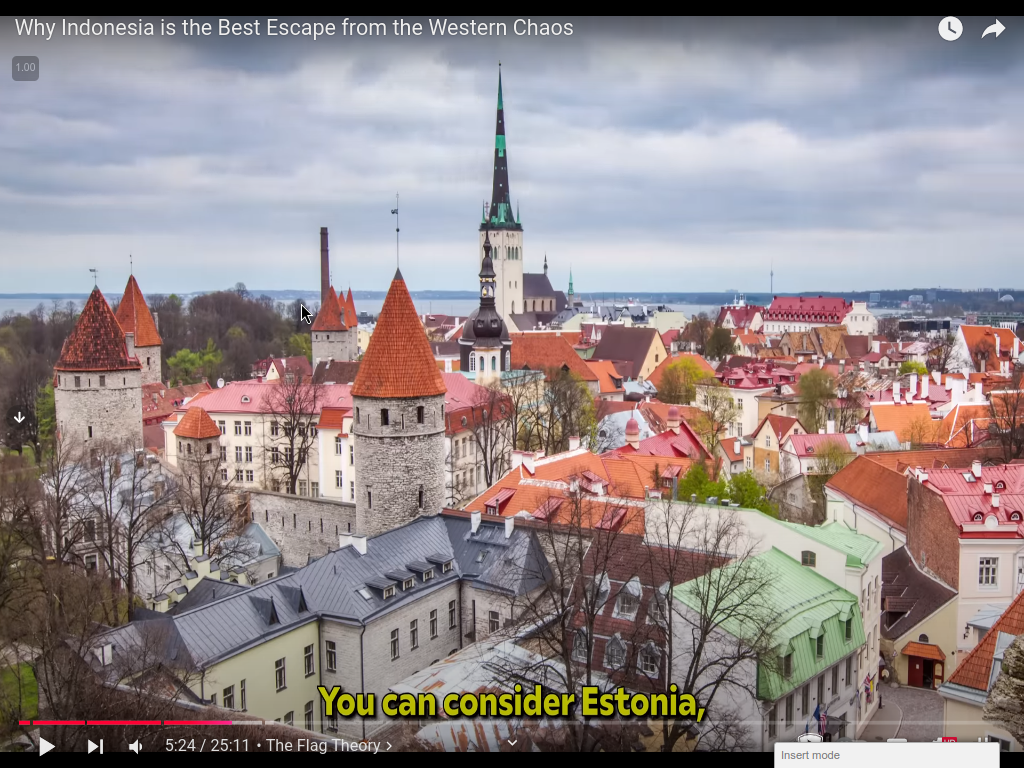 Why Indonesia is the Best Escape from the Western Chaos
1.00
You can consider Estonia,
5:24 / 25:11 • The Flag Theory
Insert mode